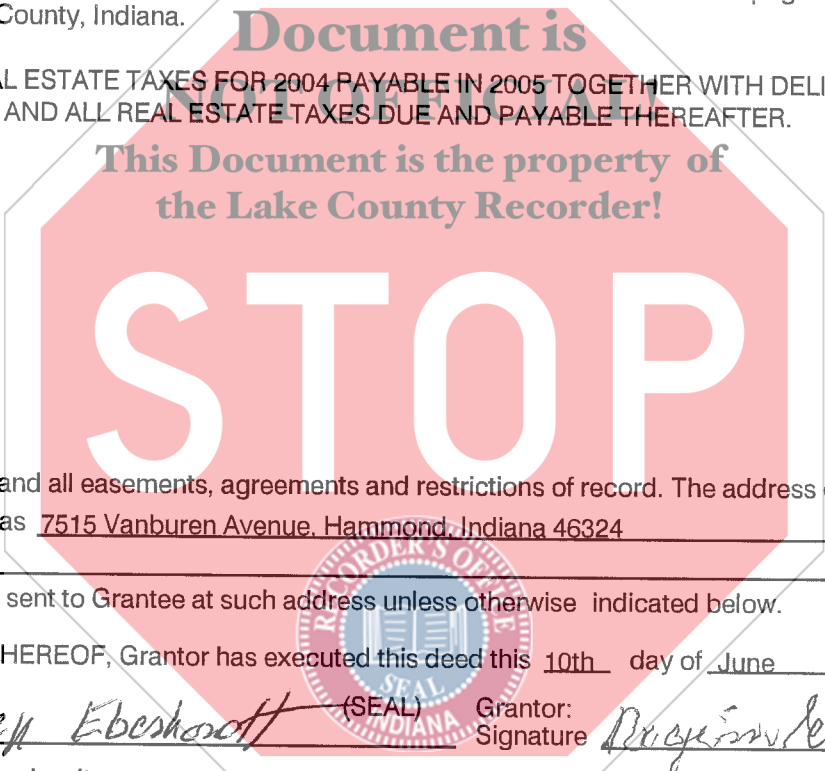 County, Indiana.
Document is
AL ESTATE TAXES FOR 2004 PAYABLE IN 2005 TOGETHER WITH DELI
NOT OFFICIAL!
AND ALL REAL ESTATE TAXES DUE AND PAYABLE THEREAFTER.
This Document is the property of
the Lake County Recorder!
STOP
and all easements, agreements and restrictions of record. The address
as 7515 Vanburen Avenue, Hammond, Indiana 46324
RECORDER'S OFFICE
sent to Grantee at such address unless otherwise indicated below.
HEREOF, Grantor has executed this deed this 10th day of June
SEAL
(SEAL) Grantor:
INDIANA
Signature